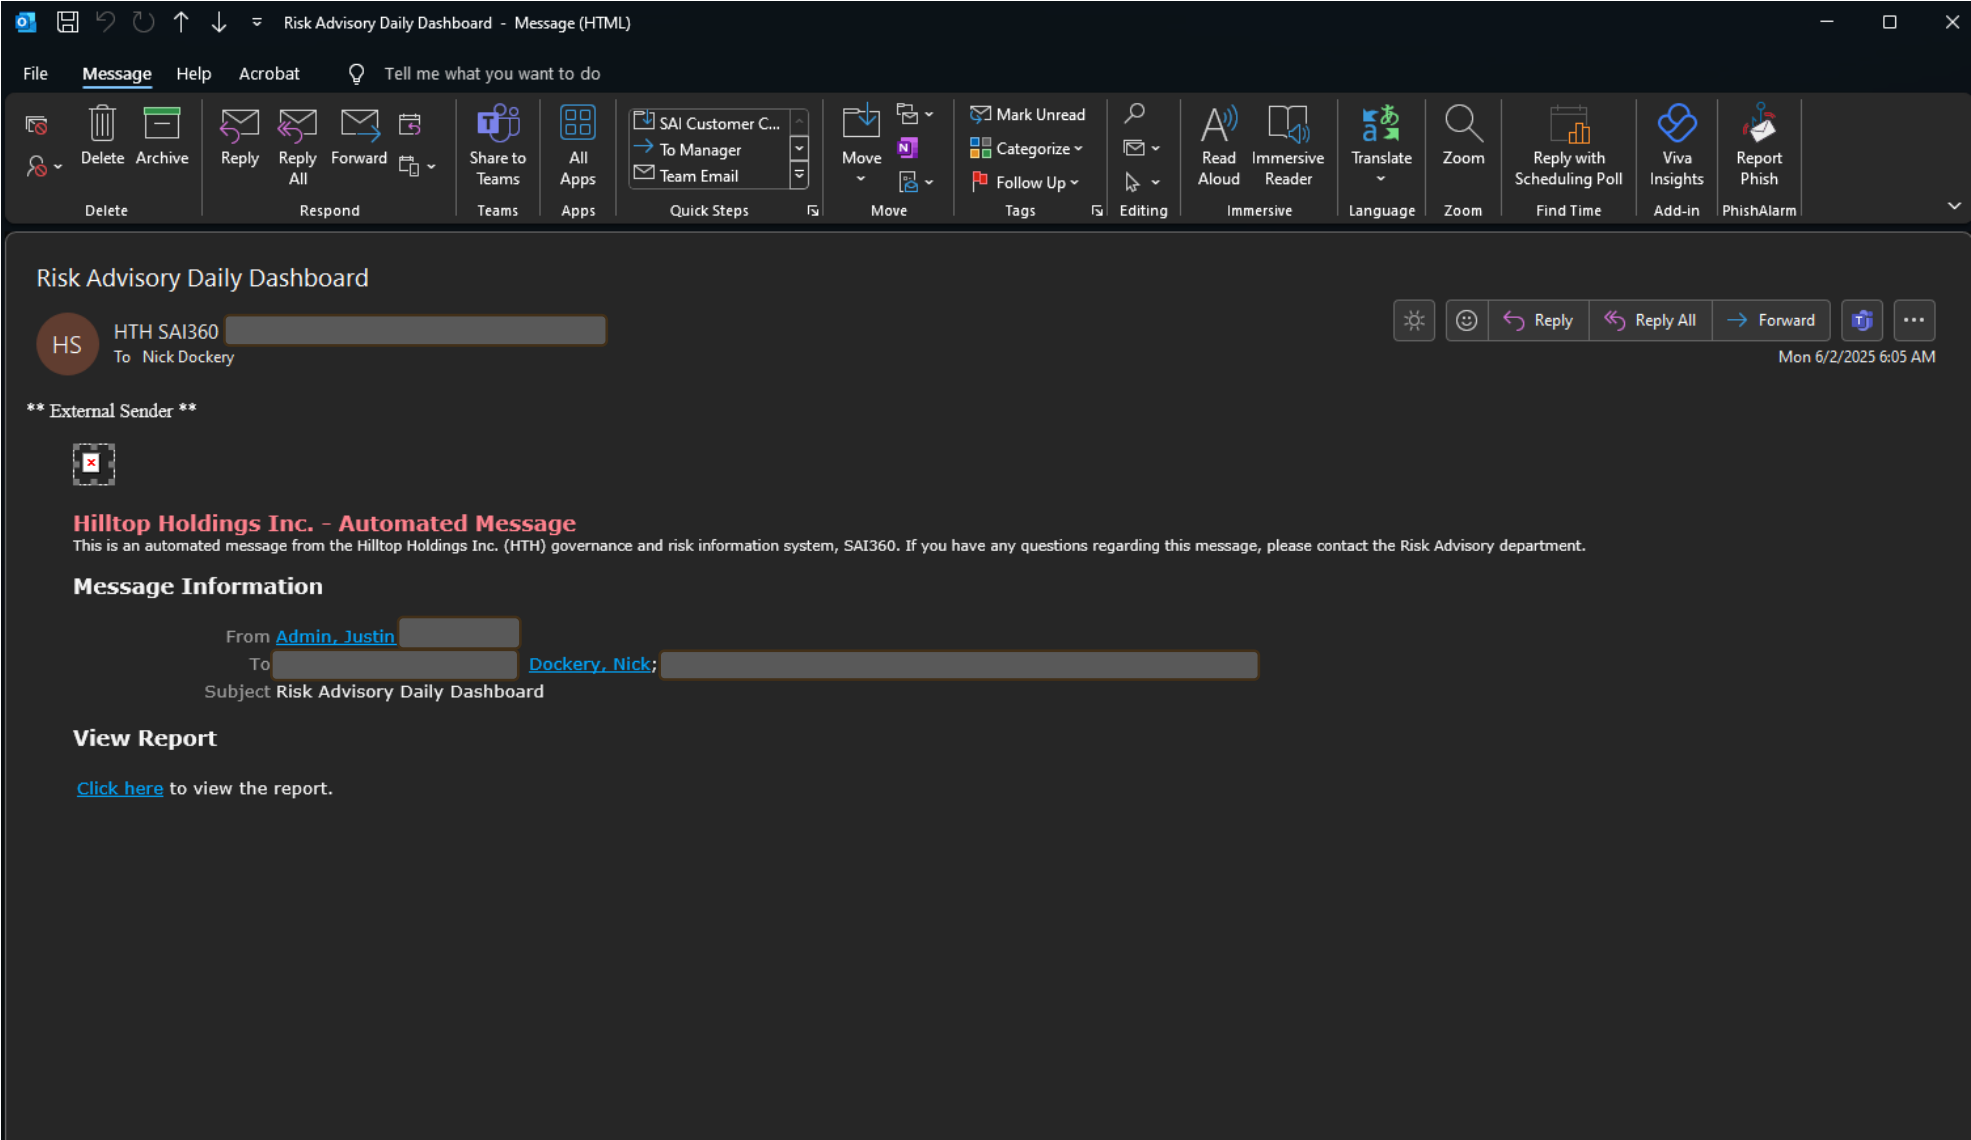 Risk Advisory Daily Dashboard - Message (HTML)
File Message Help Acrobat Tell me what you want to do
Delete Archive
Delete
Reply Reply All Forward
Respond
Share to Teams
Teams
All Apps
Apps
SAI Customer C...
To Manager
Team Email
Quick Steps
Move
Move
Mark Unread
Categorize
Follow Up
Tags
Editing
Read Aloud Immersive Reader
Immersive
Translate
Language
Zoom
Zoom
Reply with Scheduling Poll
Find Time
Viva Insights
Add-in
Report Phish
PhishAlarm
Risk Advisory Daily Dashboard
HS
HTH SAI360
To Nick Dockery
Reply Reply All Forward
Mon 6/2/2025 6:05 AM
** External Sender **
Hilltop Holdings Inc. - Automated Message
This is an automated message from the Hilltop Holdings Inc. (HTH) governance and risk information system, SAI360. If you have any questions regarding this message, please contact the Risk Advisory department.
Message Information
From Admin, Justin
To Dockery, Nick;
Subject Risk Advisory Daily Dashboard
View Report
Click here to view the report.